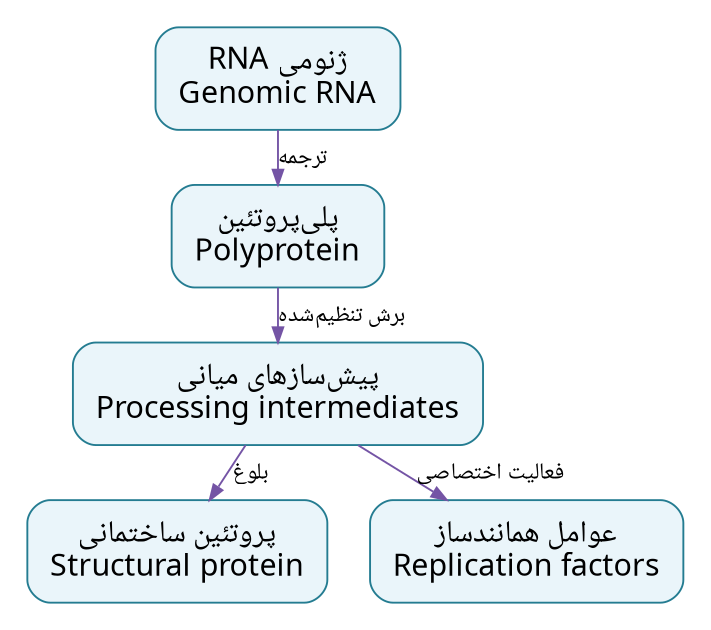 RNA ژنومی
Genomic RNA
ترجمه
پلی‌پروتئین
Polyprotein
برش تنظیم‌شده
پیش‌سازهای میانی
Processing intermediates
بلوغ
فعالیت اختصاصی
پروتئین ساختمانی
Structural protein
عوامل همانندساز
Replication factors